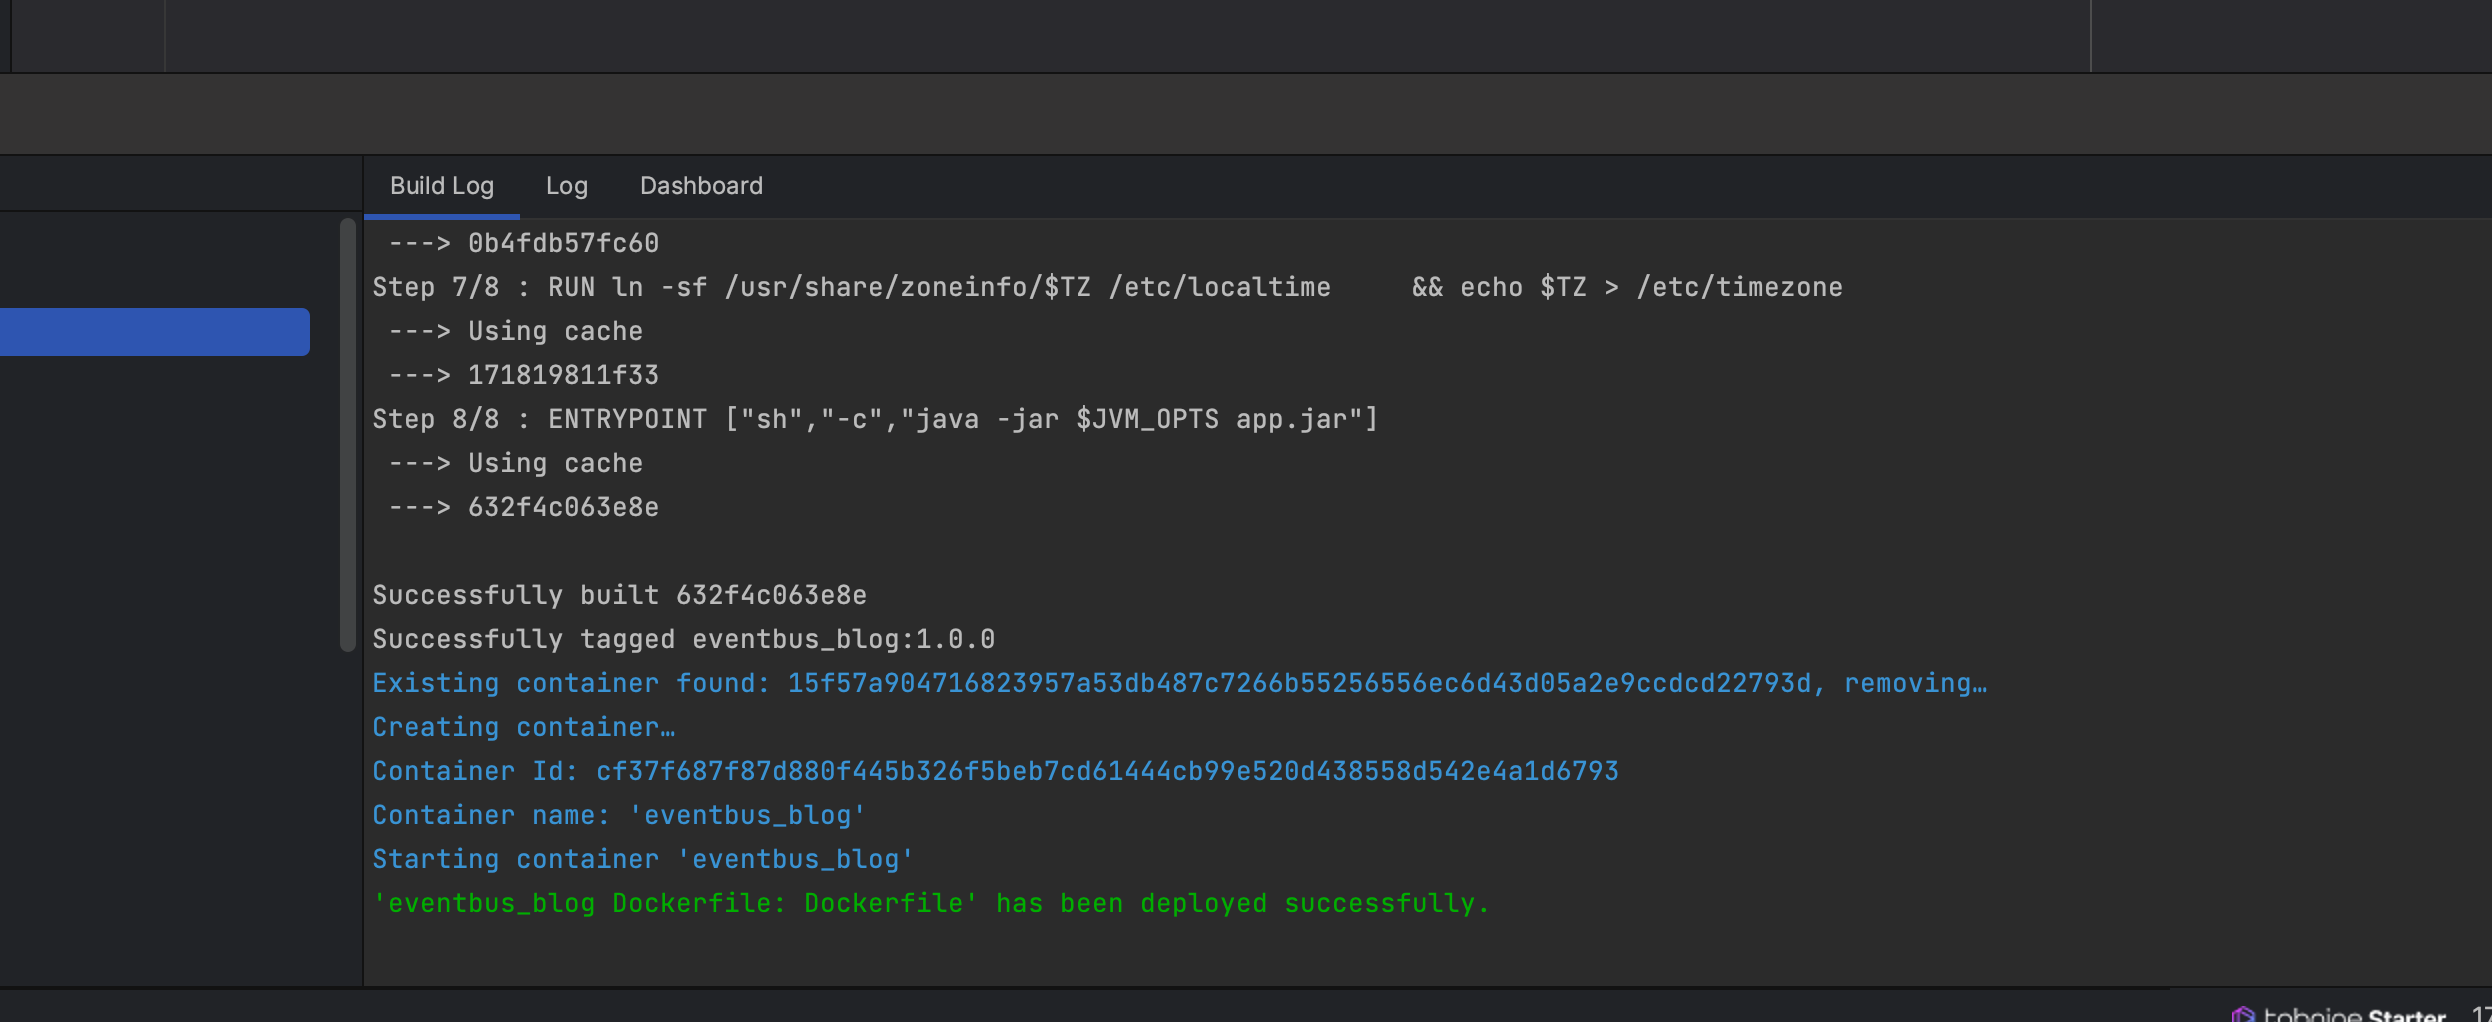 Build Log Log Dashboard
---> 0b4fdb57fc60
Step 7/8 : RUN ln -sf /usr/share/zoneinfo/$TZ /etc/localtime     && echo $TZ > /etc/timezone
---> Using cache
---> 171819811f33
Step 8/8 : ENTRYPOINT ["sh","-c","java -jar $JVM_OPTS app.jar"]
---> Using cache
---> 632f4c063e8e
Successfully built 632f4c063e8e
Successfully tagged eventbus_blog:1.0.0
Existing container found: 15f57a904716823957a53db487c7266b55256556ec6d43d05a2e9ccdcd22793d, removing…
Creating container…
Container Id: cf37f687f87d880f445b326f5beb7cd61444cb99e520d438558d542e4a1d6793
Container name: 'eventbus_blog'
Starting container 'eventbus_blog'
'eventbus_blog Dockerfile: Dockerfile' has been deployed successfully.
tabnine Starter